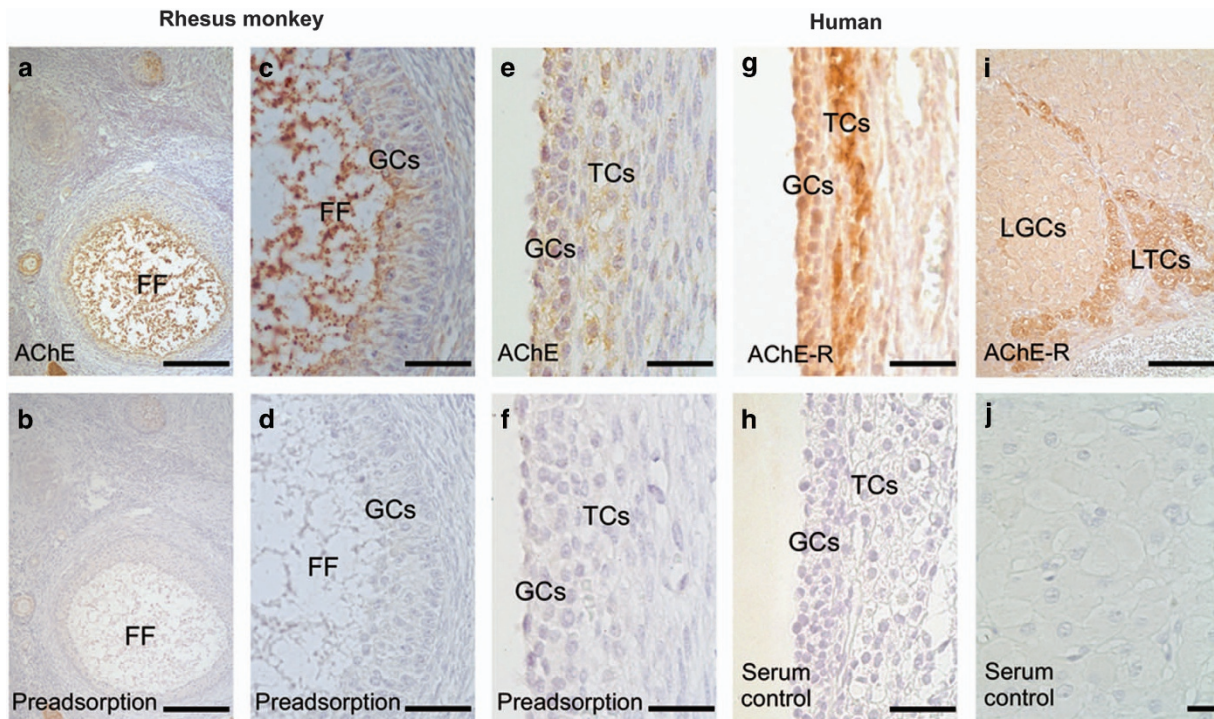 Rhesus monkey
Human
a
FF
AChE
c
GCs
FF
e
TCs
GCs
AChE
g
TCs
GCs
AChE-R
i
LGCs
LTCs
AChE-R
b
FF
Preadsorption
d
GCs
FF
Preadsorption
f
TCs
GCs
Preadsorption
h
TCs
GCs
Serum
control
j
Serum
control